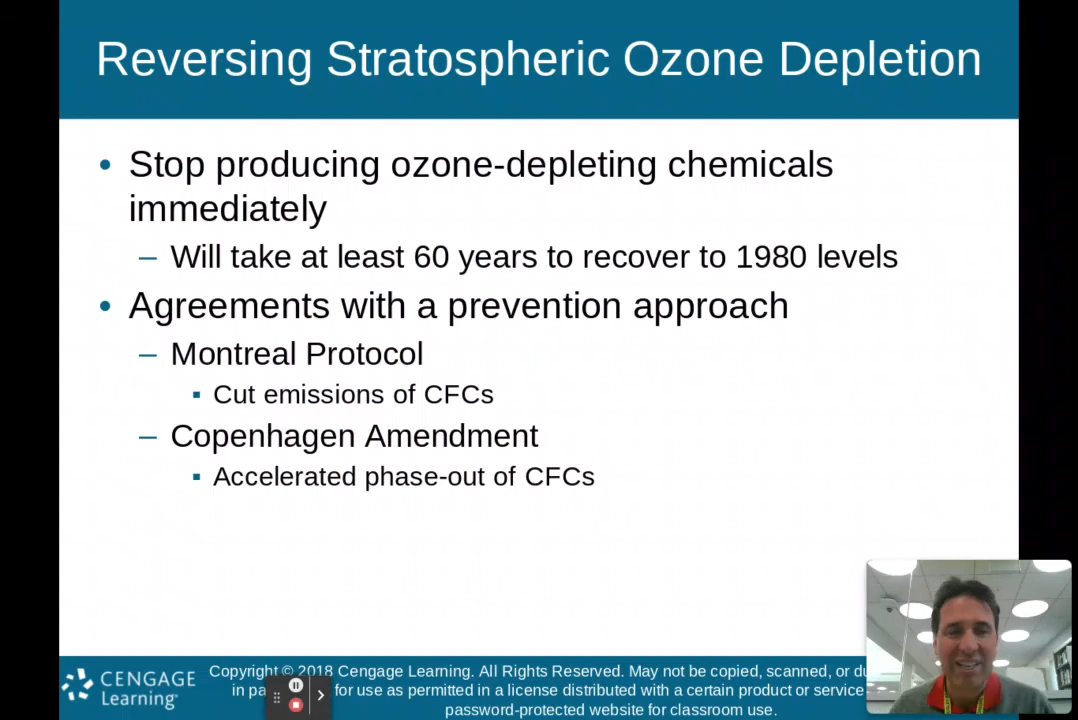 Reversing Stratospheric Ozone Depletion
• Stop producing ozone-depleting chemicals
immediately
– Will take at least 60 years to recover to 1980 levels
• Agreements with a prevention approach
– Montreal Protocol
▪ Cut emissions of CFCs
– Copenhagen Amendment
▪ Accelerated phase-out of CFCs
CENGAGE
Learning
Copyright © 2018 Cengage Learning. All Rights Reserved. May not be copied, scanned, or
in for use as permitted in a license distributed with a certain product or service
password-protected website for classroom use.